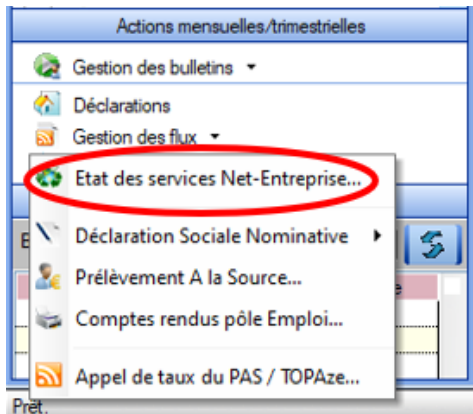 Actions mensuelles/trimestrielles
Gestion des bulletins
Déclarations
Gestion des flux
Etat des services Net-Entreprise...
Déclaration Sociale Nominative
Prélèvement A la Source...
Comptes rendus pôle Emploi...
Appel de taux du PAS / TOPAze...
Prêt.